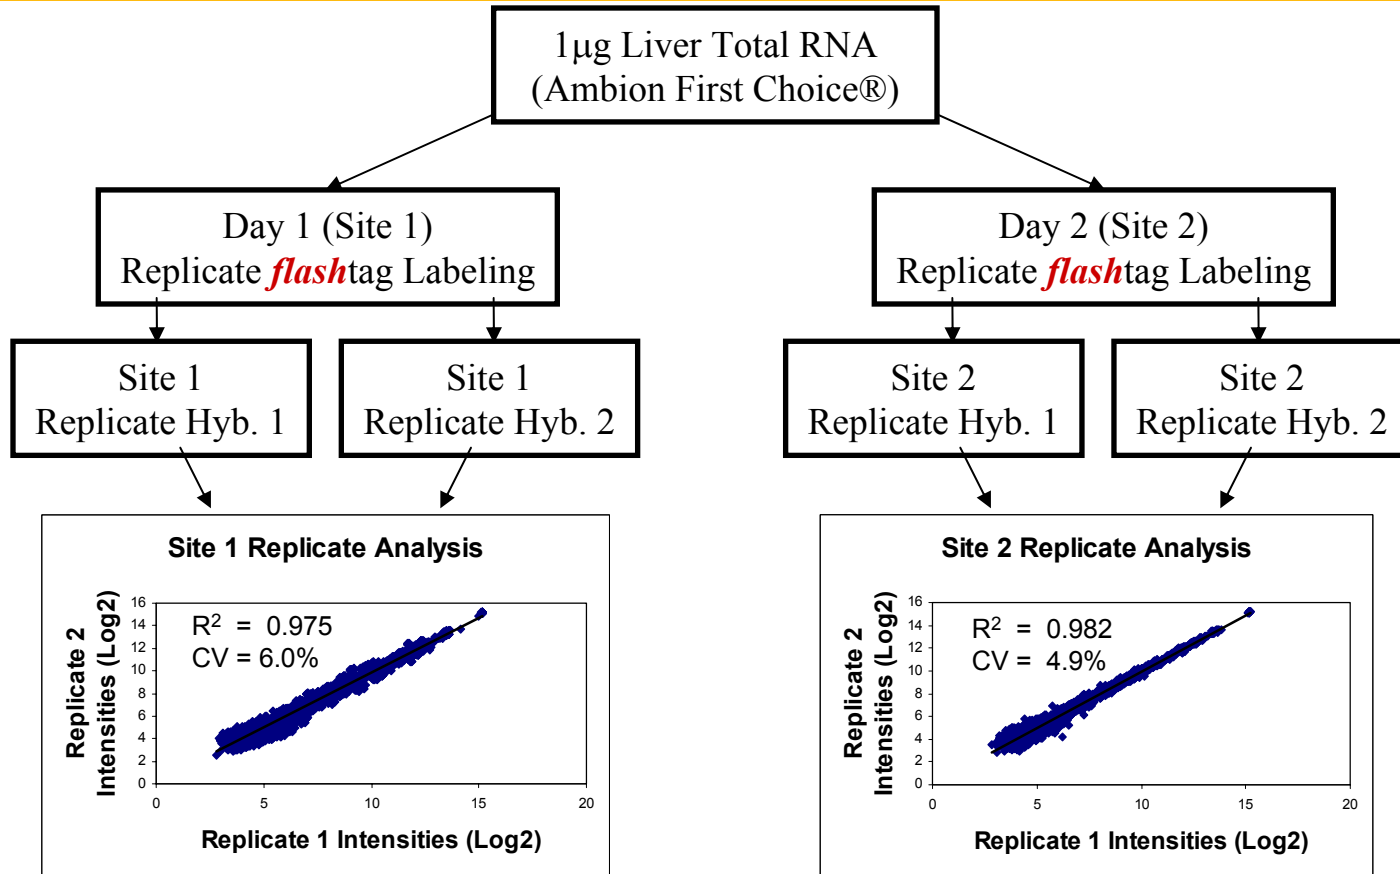 1μg Liver Total RNA
(Ambion First Choice®)
Day 1 (Site 1)
Replicate flashtag Labeling
Day 2 (Site 2)
Replicate flashtag Labeling
Site 1
Replicate Hyb. 1
Site 1
Replicate Hyb. 2
Site 2
Replicate Hyb. 1
Site 2
Replicate Hyb. 2
Site 1 Replicate Analysis
R² = 0.975
CV = 6.0%
Replicate 2
Intensities (Log2)
16
14
12
10
8
6
4
2
0
0 5 10 15 20
Replicate 1 Intensities (Log2)
Site 2 Replicate Analysis
R² = 0.982
CV = 4.9%
Replicate 2
Intensities (Log2)
16
14
12
10
8
6
4
2
0
0 5 10 15 20
Replicate 1 Intensities (Log2)